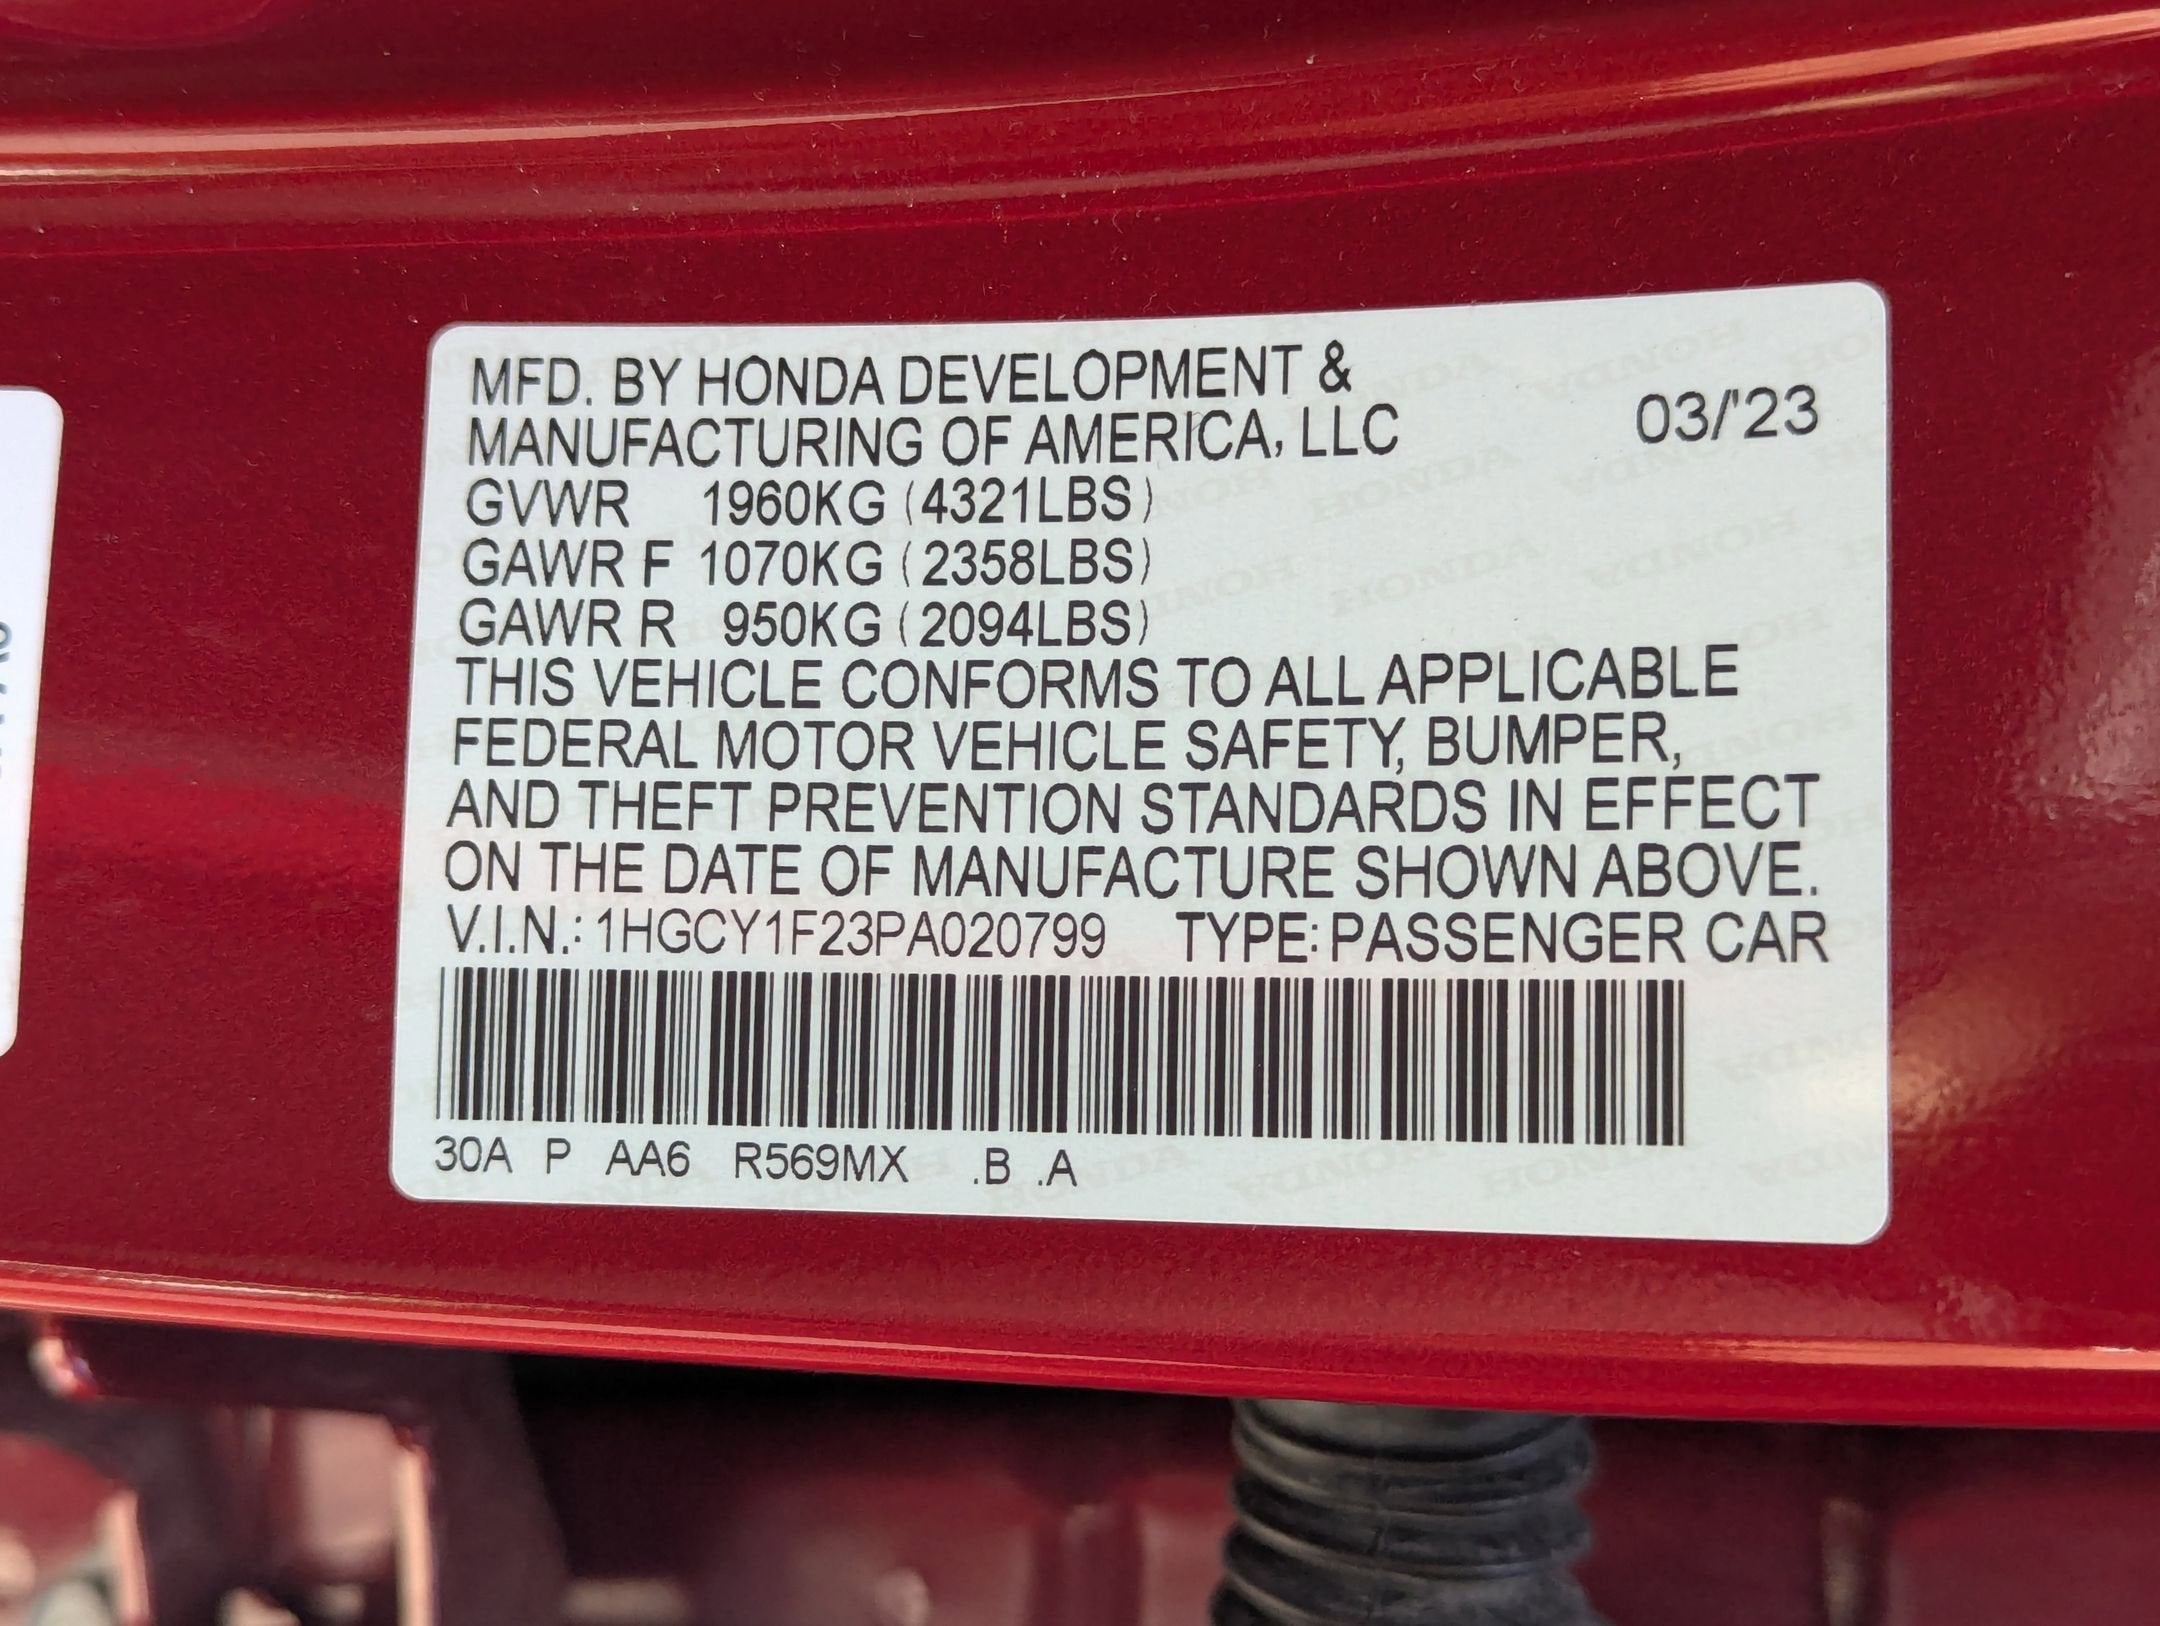 MFD. BY HONDA DEVELOPMENT &
MANUFACTURING OF AMERICA, LLC 03/'23
GVWR 1960KG (4321LBS)
GAWR F 1070KG (2358LBS)
GAWR R 950KG (2094LBS)
THIS VEHICLE CONFORMS TO ALL APPLICABLE
FEDERAL MOTOR VEHICLE SAFETY, BUMPER,
AND THEFT PREVENTION STANDARDS IN EFFECT
ON THE DATE OF MANUFACTURE SHOWN ABOVE.
V.I.N.: 1HGCY1F23PA020799 TYPE: PASSENGER CAR
30A P AA6 R569MX .B .A